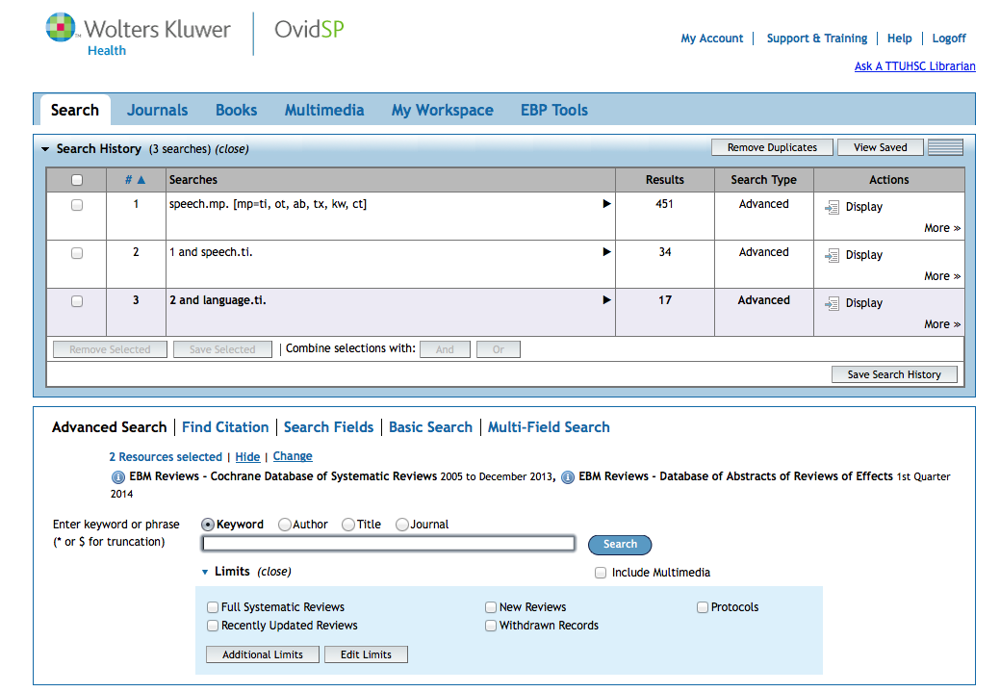 Wolters Kluwer OvidSP
Health
My Account | Support & Training | Help | Logoff
Ask A TTUHSC Librarian
Search Journals Books Multimedia My Workspace EBP Tools
Search History (3 searches) (close) Remove Duplicates View Saved
# ▲ Searches Results Search Type Actions
1 speech.mp. [mp=ti, ot, ab, tx, kw, ct] 451 Advanced Display
More »
2 1 and speech.ti. 34 Advanced Display
More »
3 2 and language.ti. 17 Advanced Display
More »
Remove Selected Save Selected | Combine selections with: And Or
Save Search History
Advanced Search | Find Citation | Search Fields | Basic Search | Multi-Field Search
2 Resources selected | Hide | Change
EBM Reviews - Cochrane Database of Systematic Reviews 2005 to December 2013, EBM Reviews - Database of Abstracts of Reviews of Effects 1st Quarter
2014
Enter keyword or phrase Keyword Author Title Journal
(* or $ for truncation) Search
Limits (close) Include Multimedia
Full Systematic Reviews New Reviews Protocols
Recently Updated Reviews Withdrawn Records
Additional Limits Edit Limits